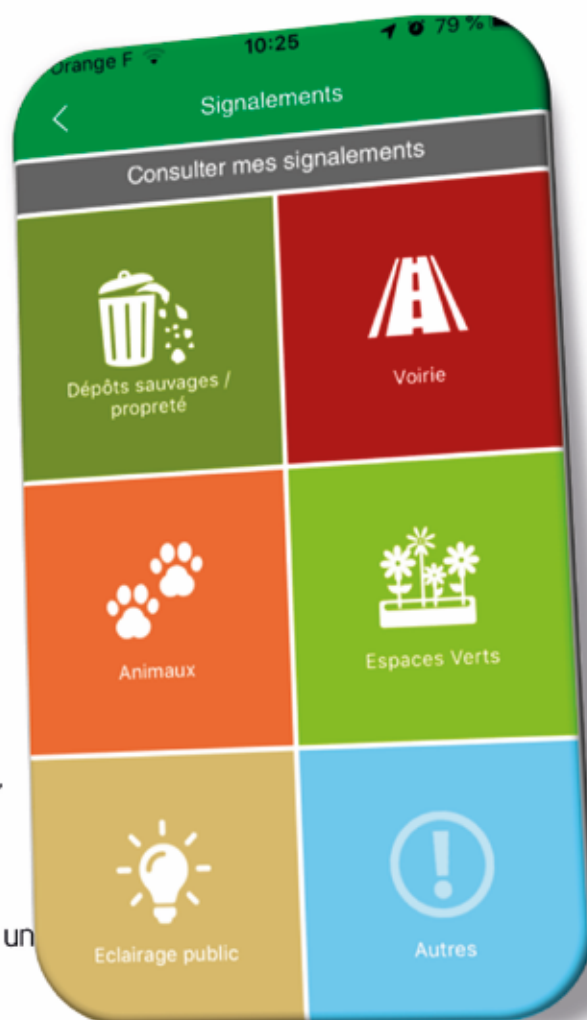 Orange F 10:25 79 %
Signalements
Consulter mes signalements
Dépôts sauvages /
propreté
Voirie
Animaux
Espaces Verts
un
Eclairage public
Autres